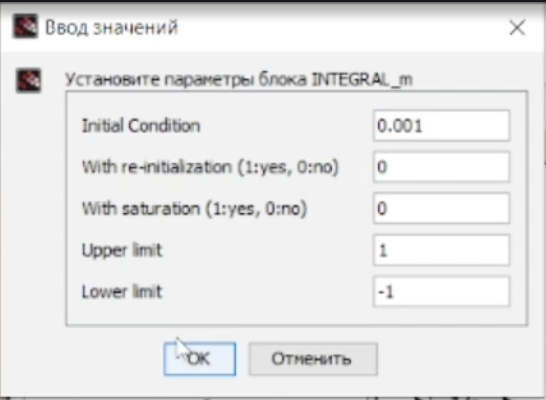 Ввод значений
Установите параметры блока INTEGRAL_m
Initial Condition 0.001
With re-initialization (1:yes, 0:no) 0
With saturation (1:yes, 0:no) 0
Upper limit 1
Lower limit -1
OK Отменить